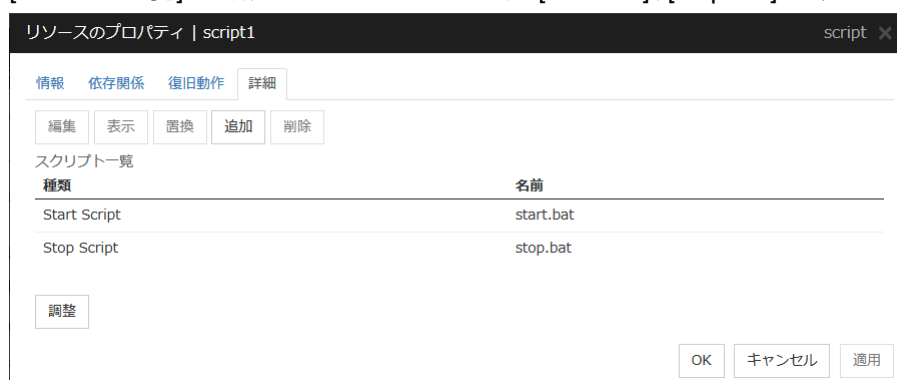 リソースのプロパティ | script1 script ×
情報 依存関係 復旧動作 詳細
編集 表示 置換 追加 削除
スクリプト一覧
種類 名前
Start Script start.bat
Stop Script stop.bat
調整
OK キャンセル 適用